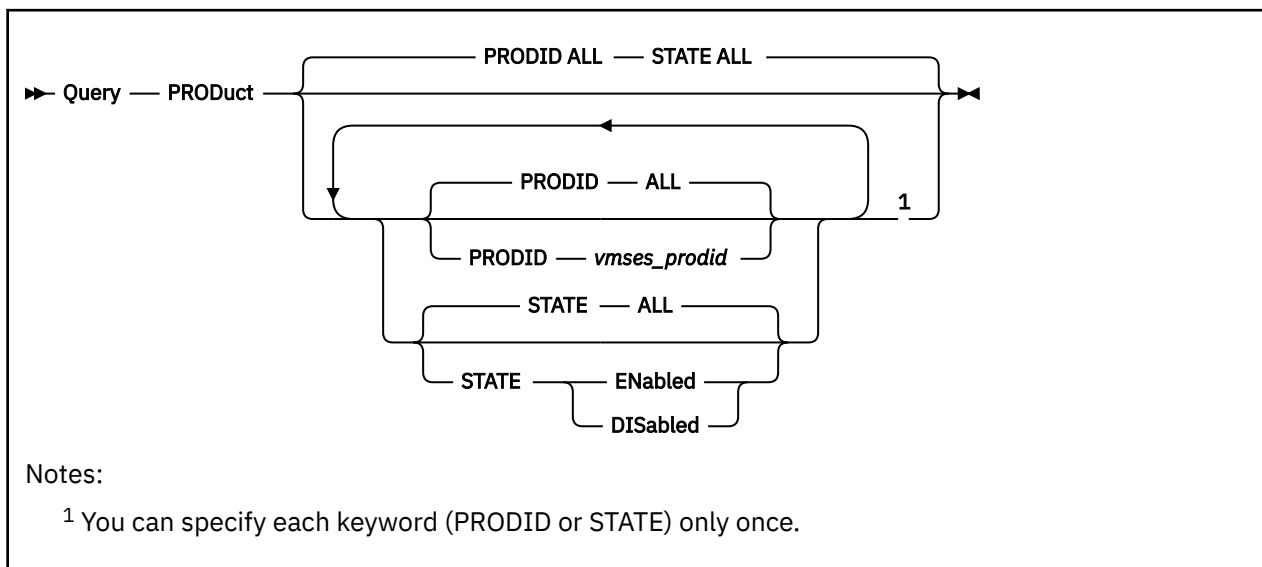 PRODID ALL STATE ALL
Query PRODuct
PRODID ALL
1
PRODID vmses_prodid
STATE ALL
STATE ENabled
DISabled
Notes:
1 You can specify each keyword (PRODID or STATE) only once.